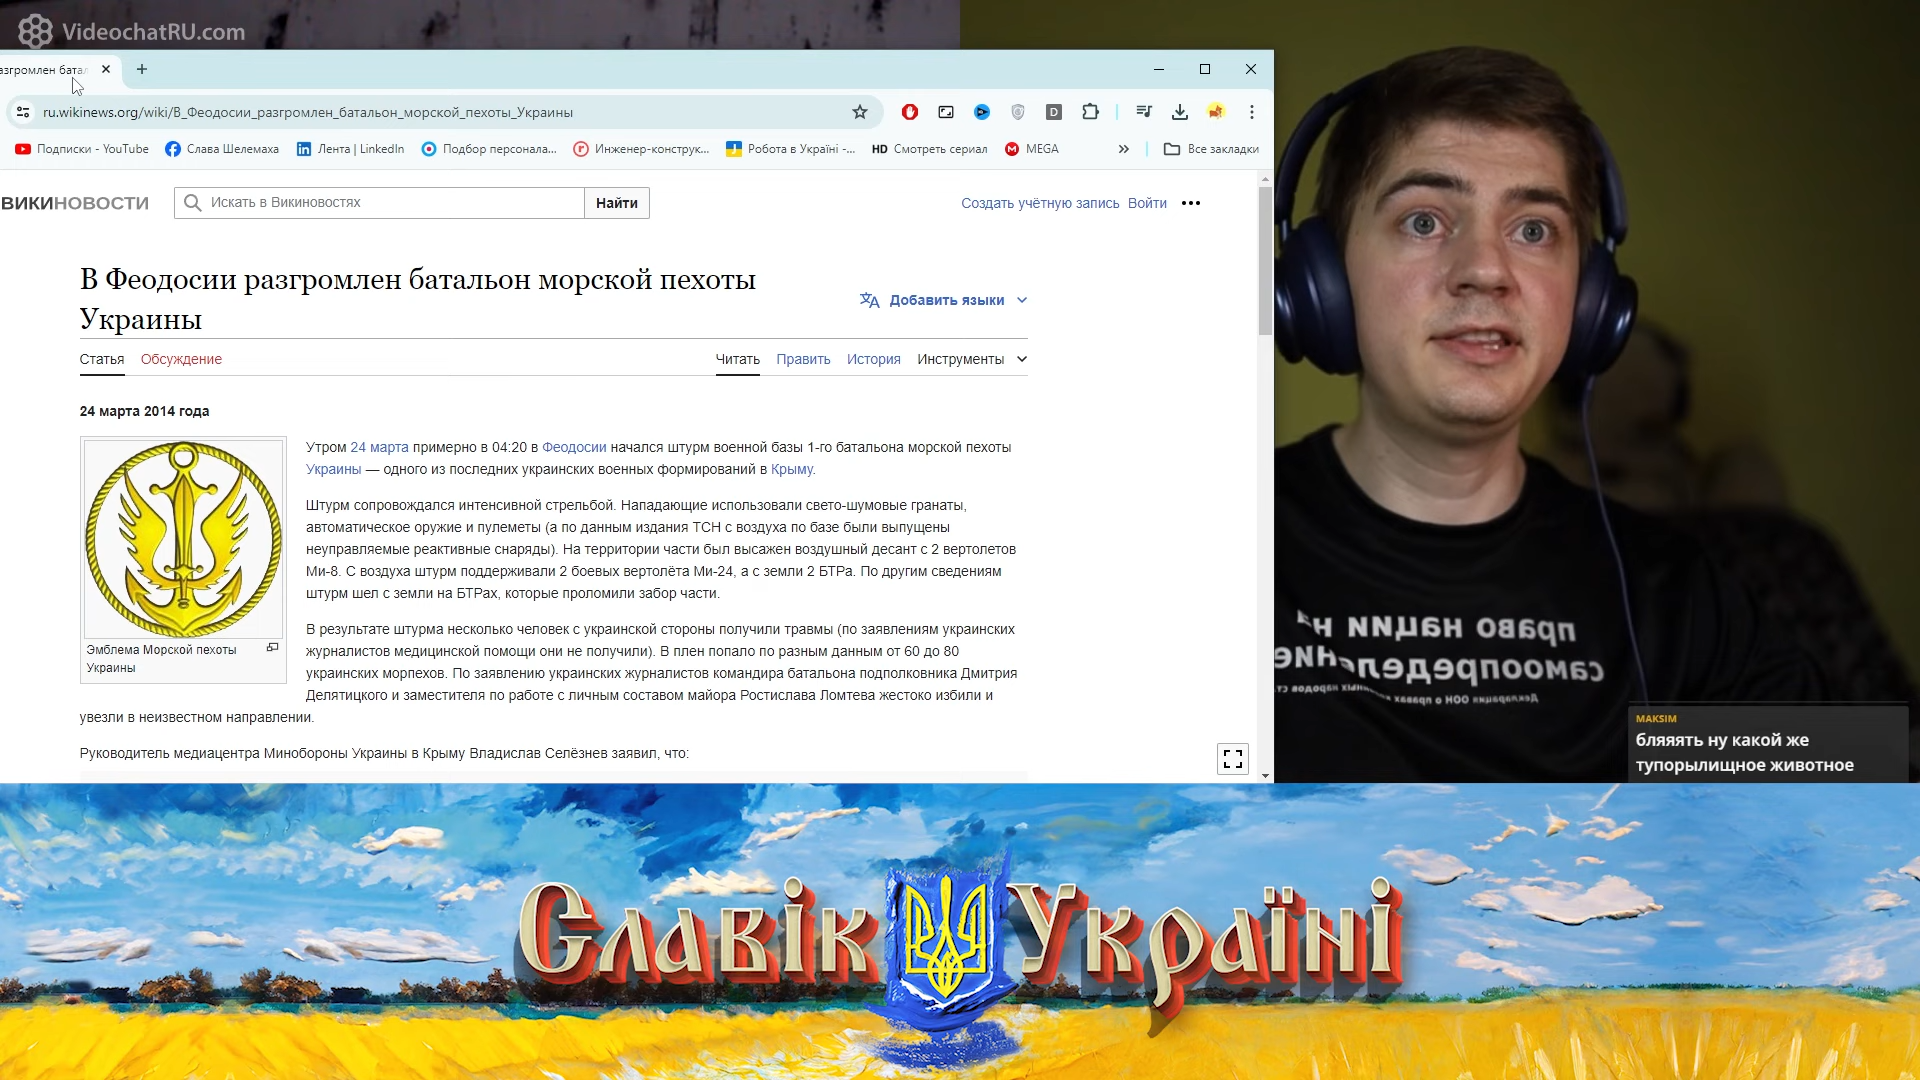 VideochatRU.com
азгромлен бата
ru.wikinews.org/wiki/В_Феодосии_разгромлен_батальон_морской_пехоты_Украины
Подписки - YouTube
Слава Шелемаха
Лента | LinkedIn
Подбор персонала...
Инженер-конструк...
Робота в Україні -...
HD Смотреть сериал
MEGA
Все закладки
ВИКИНОВОСТИ
Искать в Викиновостях
Найти
Создать учётную запись
Войти
В Феодосии разгромлен батальон морской пехоты
Украины
Добавить языки
Статья
Обсуждение
Читать
Править
История
Инструменты
24 марта 2014 года
Утром 24 марта примерно в 04:20 в Феодосии начался штурм военной базы 1-го батальона морской пехоты
Украины — одного из последних украинских военных формирований в Крыму.
Штурм сопровождался интенсивной стрельбой. Нападающие использовали свето-шумовые гранаты,
автоматическое оружие и пулеметы (а по данным издания ТСН с воздуха по базе были выпущены
неуправляемые реактивные снаряды). На территории части был высажен воздушный десант с 2 вертолетов
Ми-8. С воздуха штурм поддерживали 2 боевых вертолёта Ми-24, а с земли 2 БТРа. По другим сведениям
штурм шел с земли на БТРах, которые проломили забор части.
Эмблема Морской пехоты
Украины
В результате штурма несколько человек с украинской стороны получили травмы (по заявлениям украинских
журналистов медицинской помощи они не получили). В плен попало по разным данным от 60 до 80
украинских морпехов. По заявлению украинских журналистов командира батальона подполковника Дмитрия
Делятицкого и заместителя по работе с личным составом майора Ростислава Ломтева жестоко избили и
увезли в неизвестном направлении.
Руководитель медиацентра Минобороны Украины в Крыму Владислав Селёзнев заявил, что:
право нации на
самоопределение
Декларация ООН о правах
MAKSIM
бляяять ну какой же
тупорылищное животное
Славік Україні